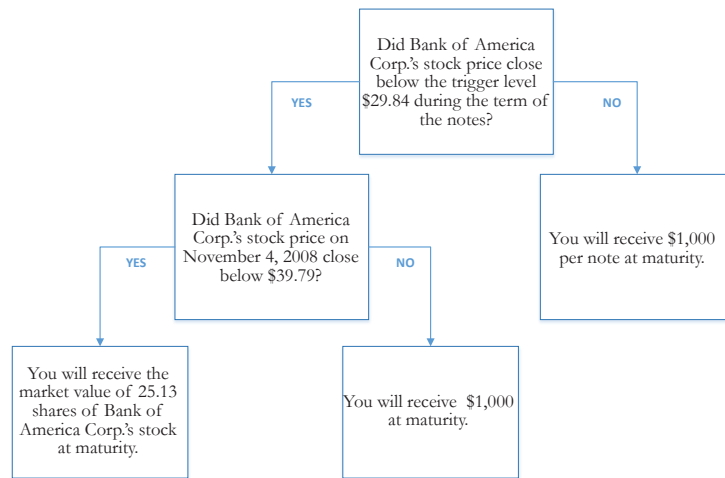 Did Bank of America
Corp.'s stock price close
below the trigger level
$29.84 during the term of
the notes?
YES
NO
Did Bank of America
Corp.'s stock price on
November 4, 2008 close
below $39.79?
You will receive $1,000
per note at maturity.
YES
NO
You will receive the
market value of 25.13
shares of Bank of
America Corp.'s stock
at maturity.
You will receive $1,000
at maturity.